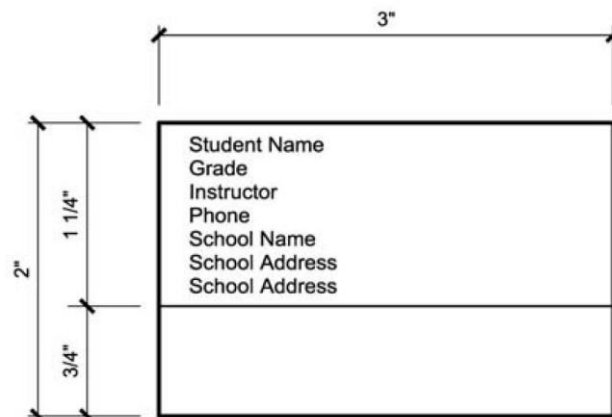 3"
Student Name
Grade
Instructor
Phone
School Name
School Address
School Address
1 1/4"
2"
3/4"